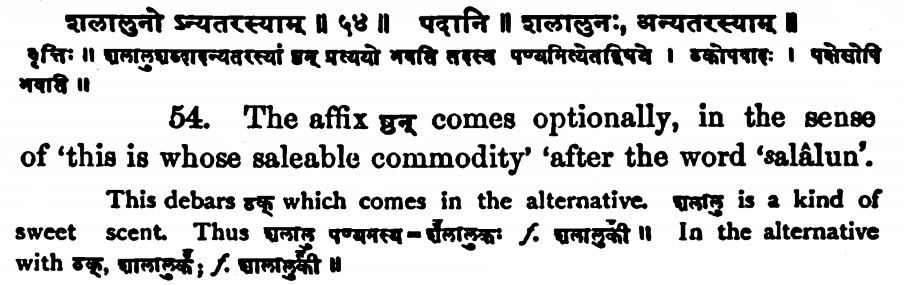 शलालुनो ऽन्यतरस्याम् ॥ ५४ ॥ पदानि ॥ शलालुनः, अन्यतरस्याम् ॥
वृत्तिः ॥ शलालुशब्दादन्यतरस्यां ष्ठन् प्रत्ययो भवति तदस्य पण्यमित्येतद्विषये । ठकोपवादः । पक्षेसोपि
भवति ॥
54. The affix ष्ठन् comes optionally, in the sense
of ‘this is whose saleable commodity’ ‘after the word ‘salâlun’.
This debars ठक् which comes in the alternative. शलालु is a kind of
sweet scent. Thus शलालु पण्यमस्य = शँलालुकः f. शलालुकी ॥ In the alternative
with ठक्, शालालुकँ; f. शालालुकी ॥